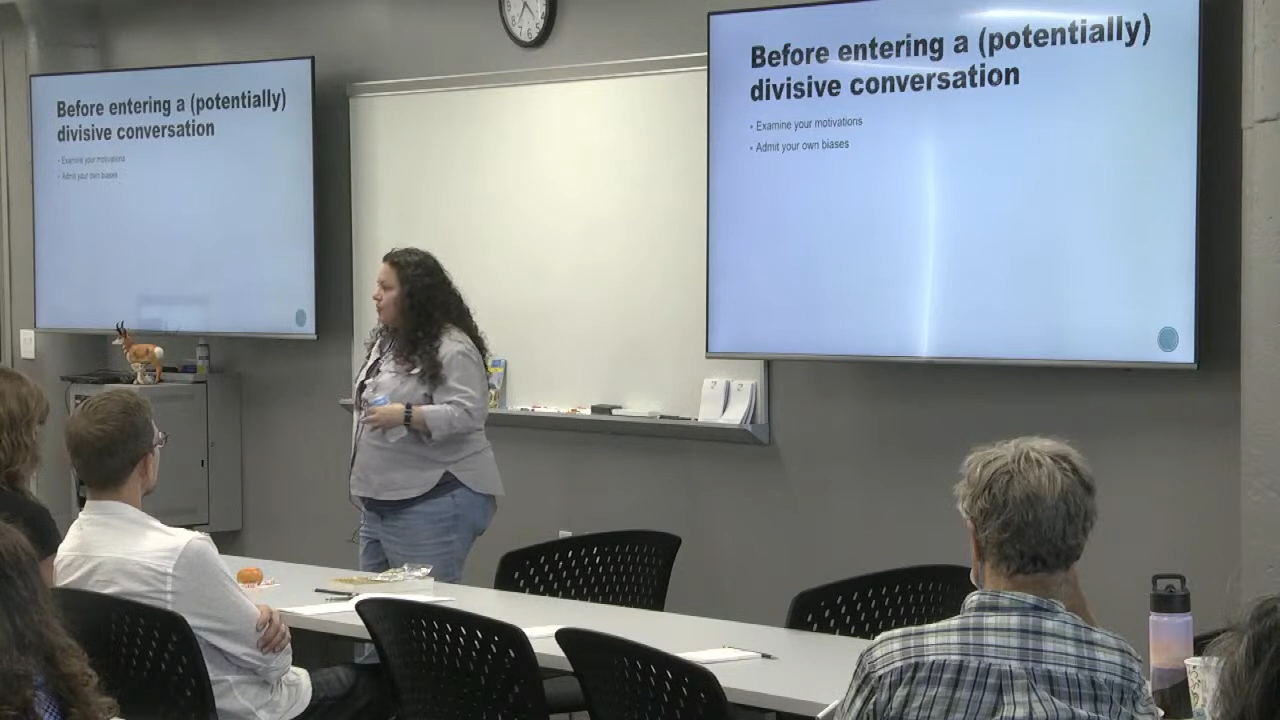 Before entering a (potentially)
divisive conversation
• Examine your motivations
• Admit your own biases
Before entering a (potentially)
divisive conversation
• Examine your motivations
• Admit your own biases